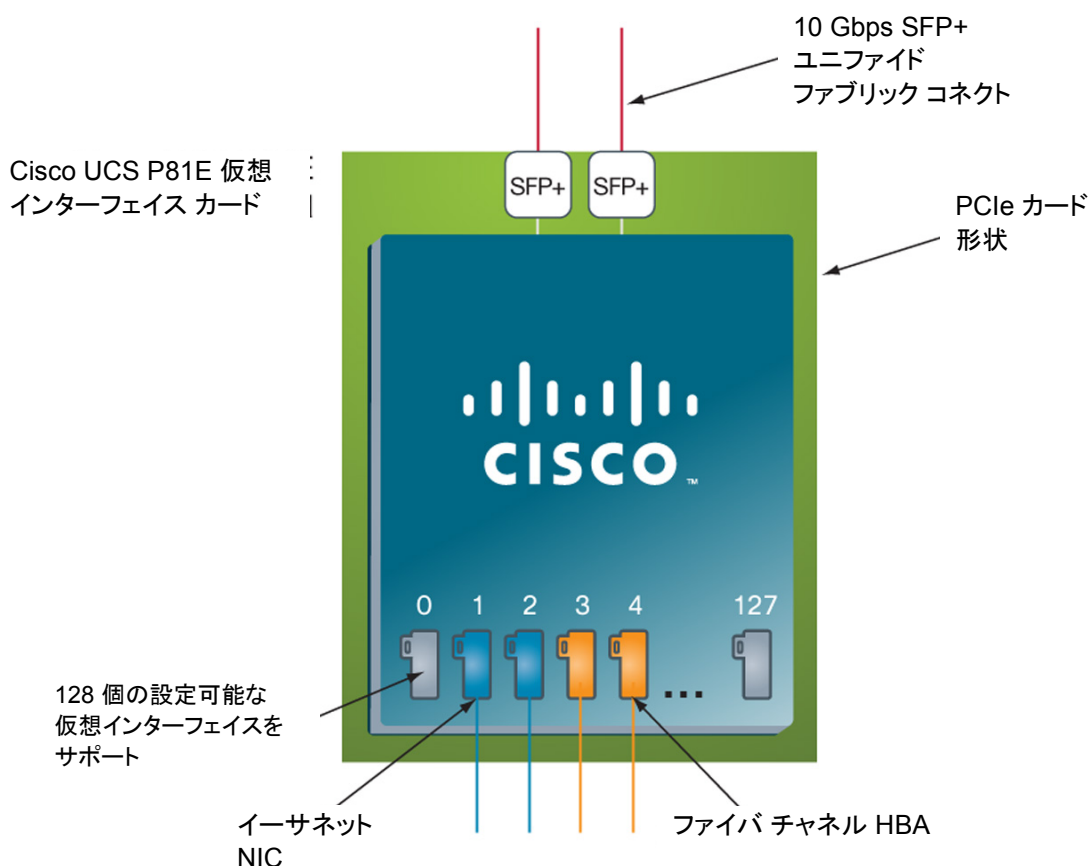 10 Gbps SFP+
ユニファイド
ファブリック コネクト
Cisco UCS P81E 仮想
インターフェイス カード
SFP+
SFP+
PCIe カード
形状
CISCO™
0 1 2 3 4 127
...
128 個の設定可能な
仮想インターフェイスを
サポート
イーサネット
NIC
ファイバ チャネル HBA